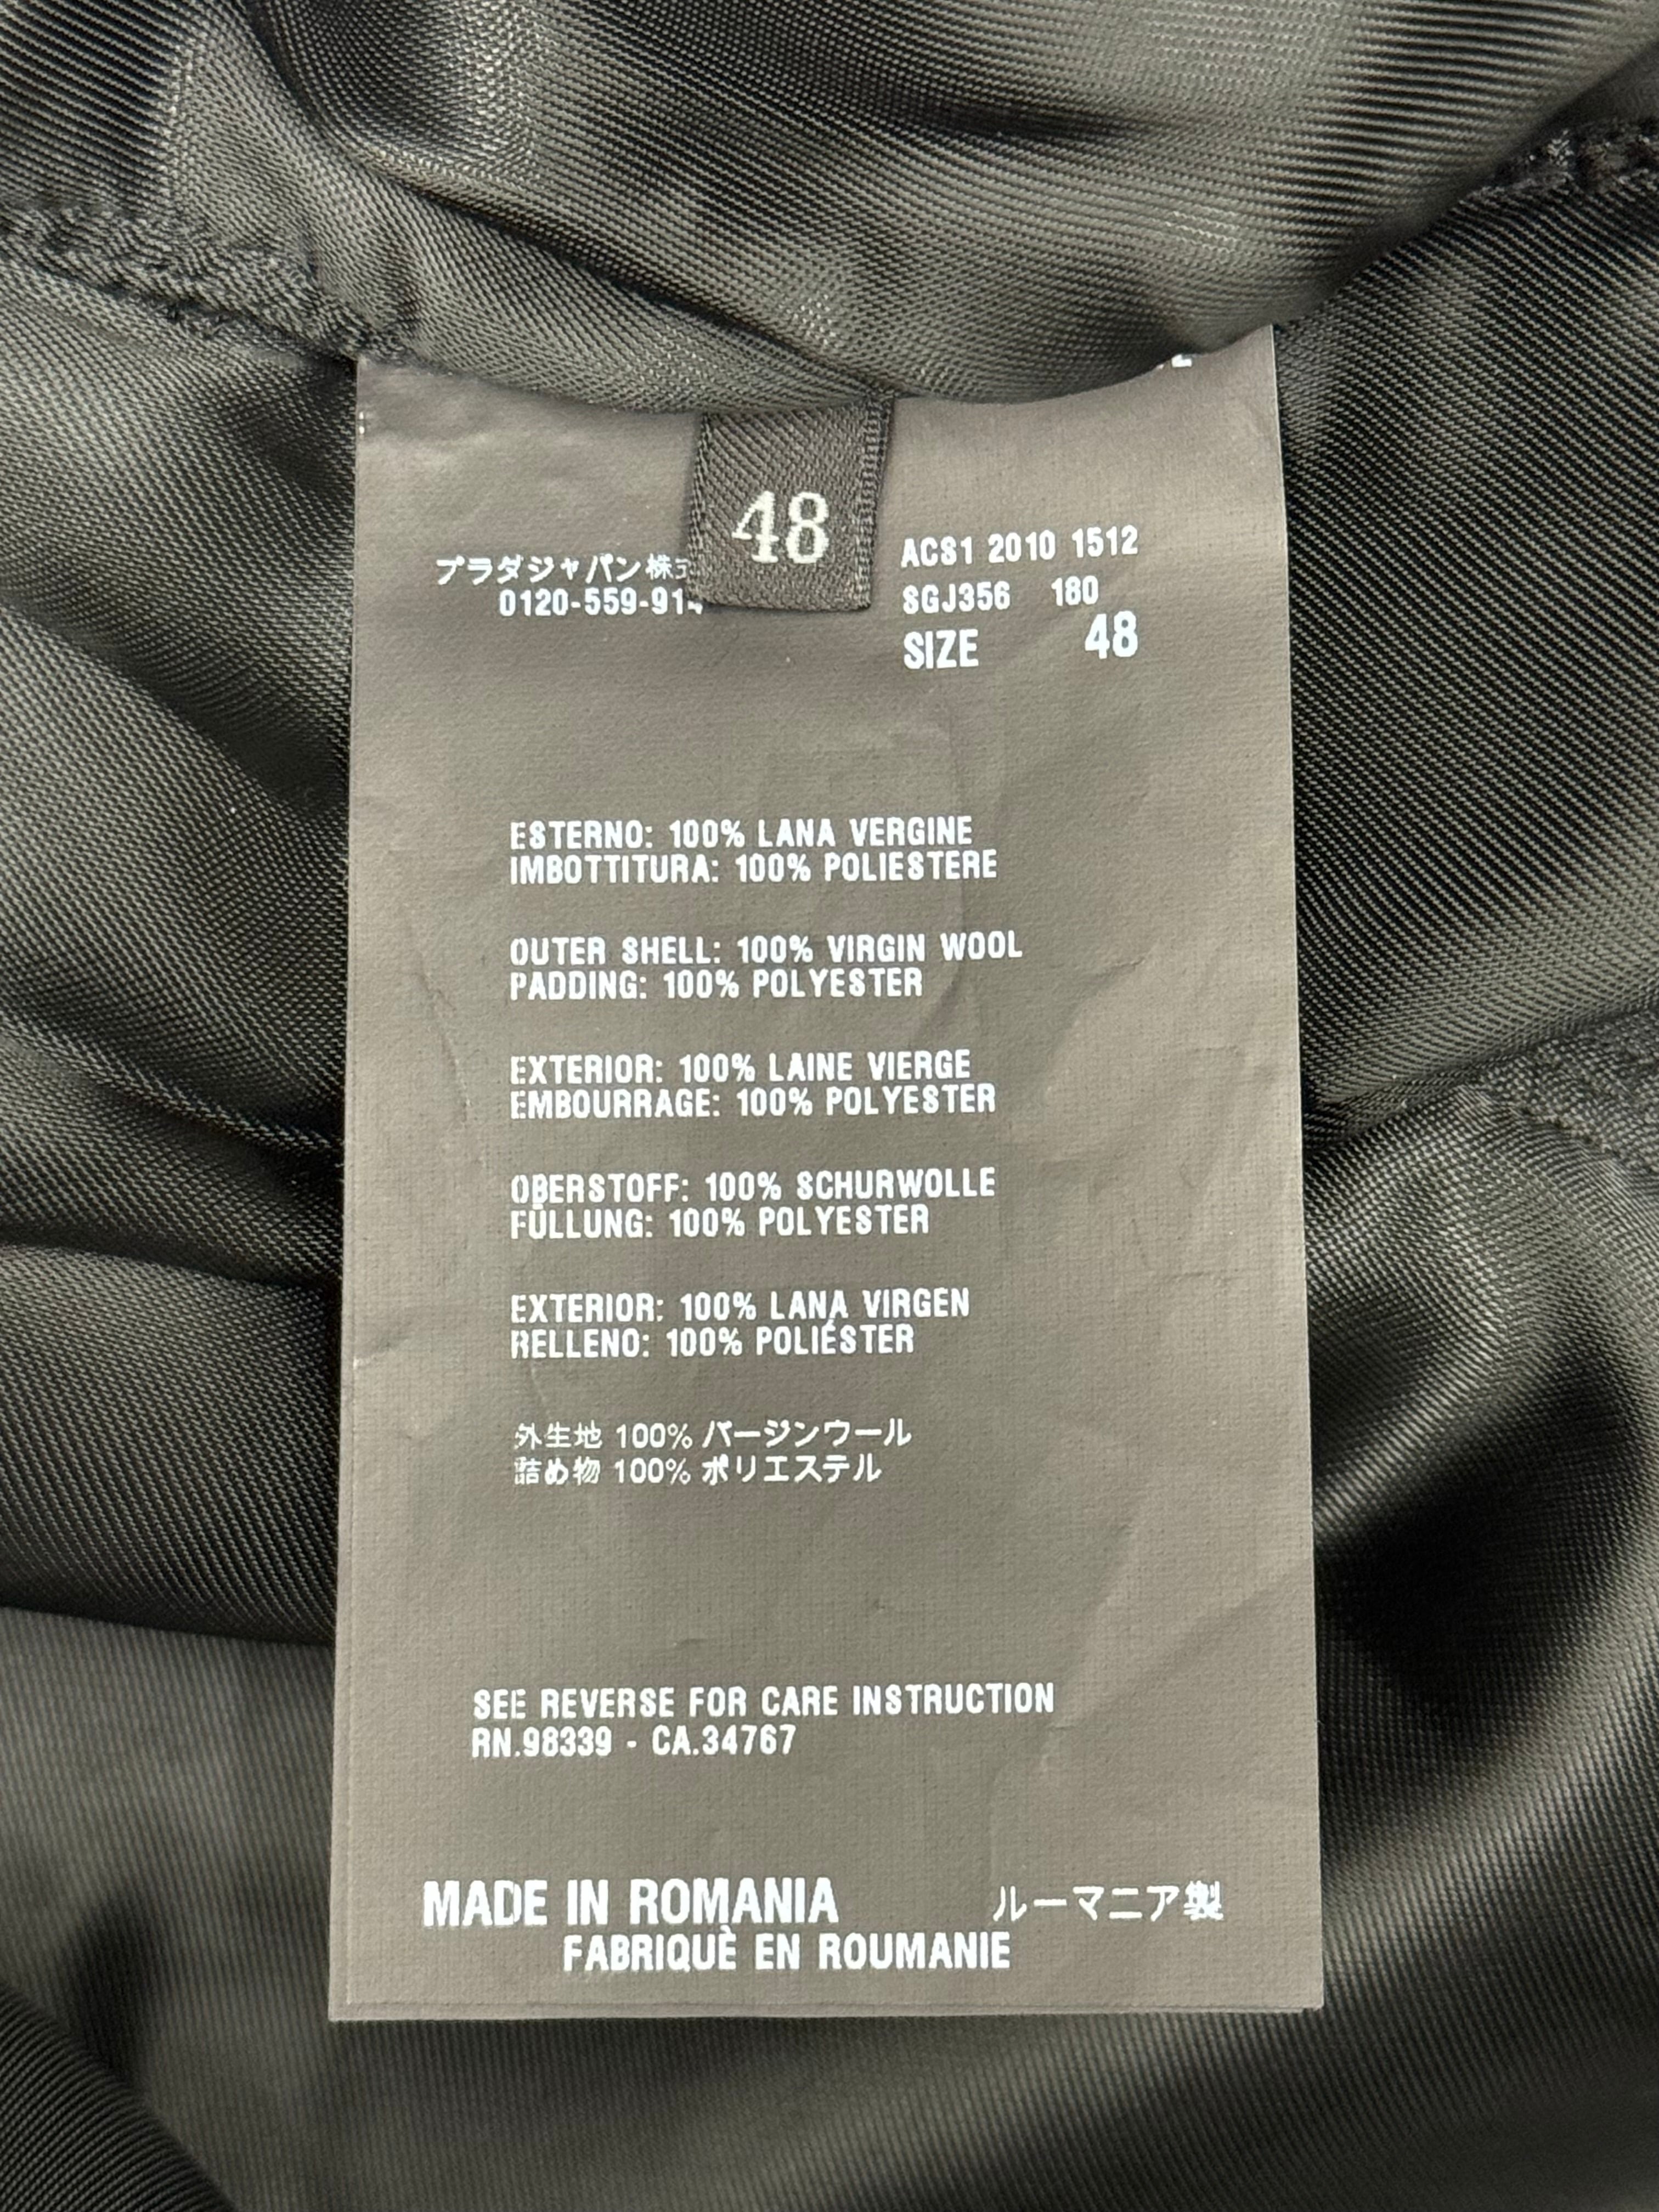 48
プラダジャパン株
0120-559-914
ACS1 2010 1512
SGJ356 180
SIZE 48
ESTERNO: 100% LANA VERGINE
IMBOTTITURA: 100% POLIESTERE
OUTER SHELL: 100% VIRGIN WOOL
PADDING: 100% POLYESTER
EXTERIOR: 100% LAINE VIERGE
EMBOURRAGE: 100% POLYESTER
OBERSTOFF: 100% SCHURWOLLE
FÜLLUNG: 100% POLYESTER
EXTERIOR: 100% LANA VIRGEN
RELLENO: 100% POLIÉSTER
外生地 100% バージンウール
詰め物 100% ポリエステル
SEE REVERSE FOR CARE INSTRUCTION
RN.98339 - CA.34767
MADE IN ROMANIA ルーマニア製
FABRIQUÈ EN ROUMANIE